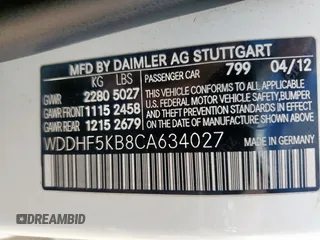 MFD BY DAIMLER AG STUTTGART
KG LBS PASSENGER CAR 799 04/12
GVWR 2280 5027
GAWR FRONT 1115 2458
GAWR REAR 1215 2679
THIS VEHICLE CONFORMS TO ALL
APPLICABLE U.S. FEDERAL MOTOR
VEHICLE SAFETY, BUMPER, AND
THEFT PREVENTION STANDARDS IN
EFFECT ON THE DATE OF
MANUFACTURE SHOWN ABOVE.
WDDHF5KB8CA634027
MADE IN GERMANY
DREAMBID